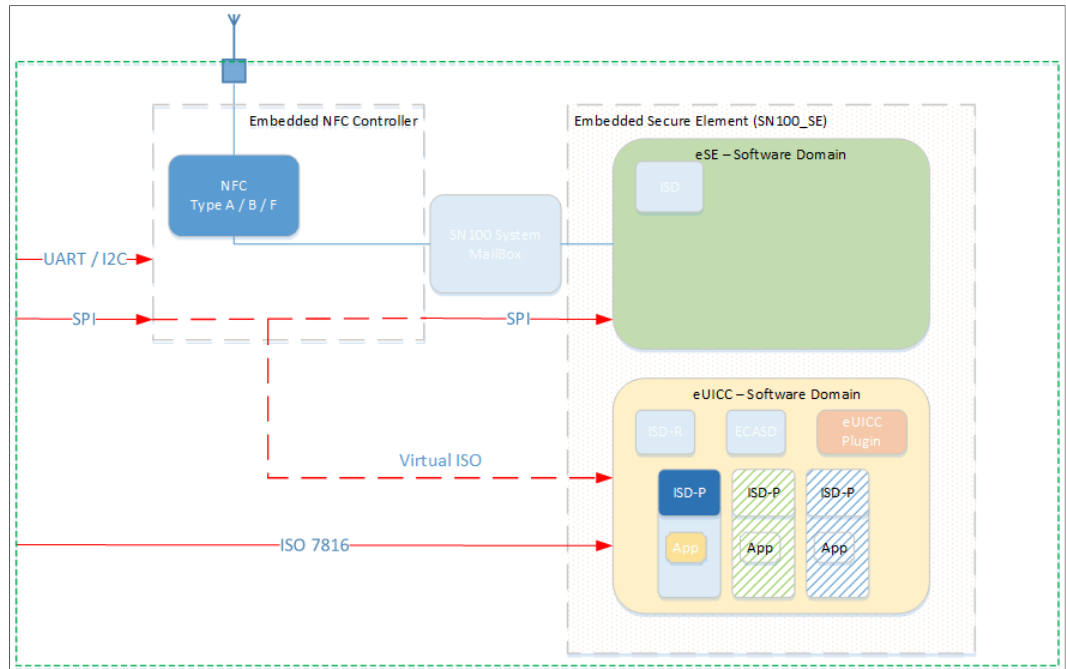 Embedded NFC Controller
Embedded Secure Element (SN100_SE)
eSE – Software Domain
ISD
NFC
Type A / B / F
SN100 System
MailBox
UART / I2C
SPI
SPI
eUICC – Software Domain
ISD-R
ECASD
eUICC
Plugin
Virtual ISO
ISD-P
ISD-P
ISD-P
App
App
App
ISO 7816